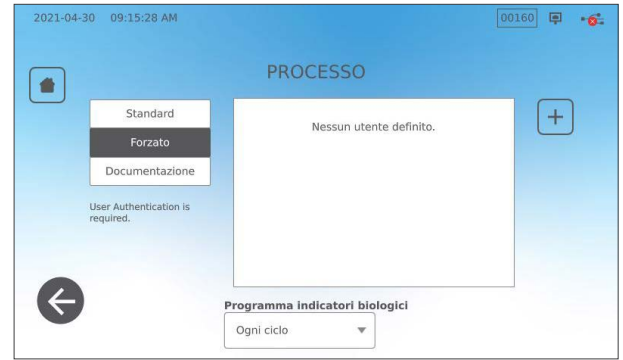 2021-04-30 09:15:28 AM 00160
PROCESSO
Standard
Forzato
Documentazione
User Authentication is
required.
Nessun utente definito.
Programma indicatori biologici
Ogni ciclo